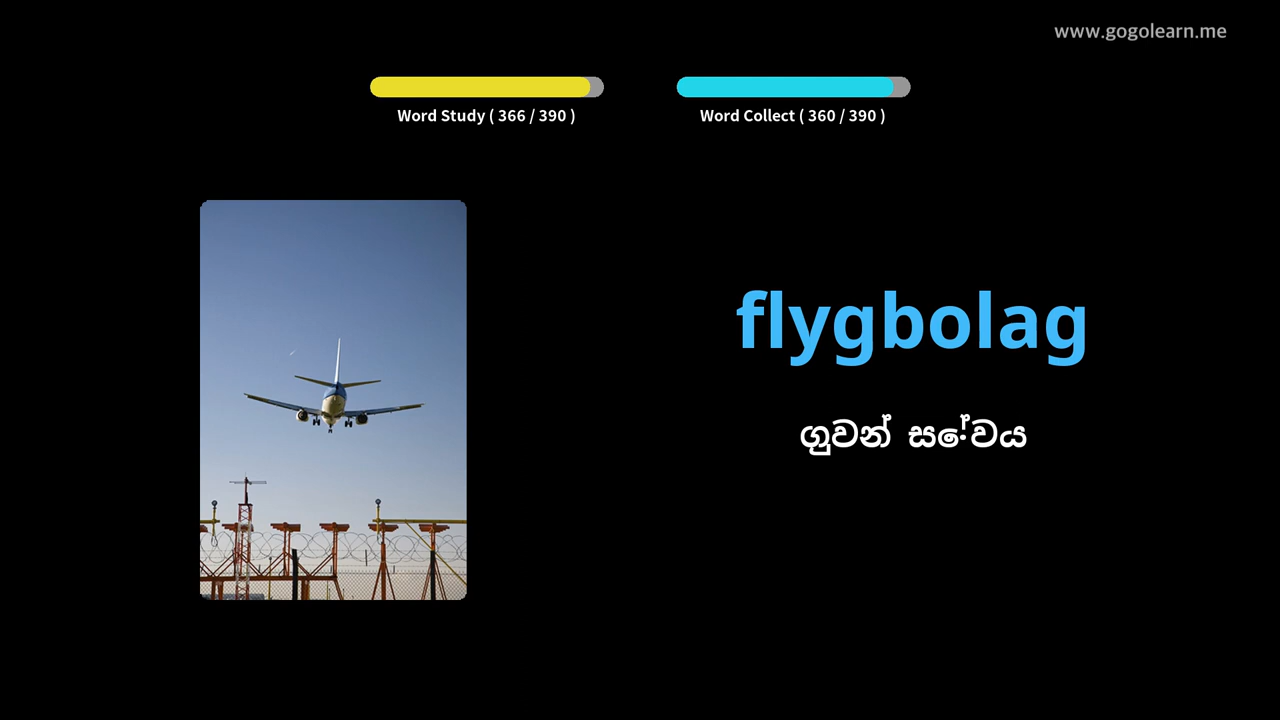 www.gogolearn.me
Word Study ( 366 / 390 )
Word Collect ( 360 / 390 )
flygbolag
ගුවන් සේවය